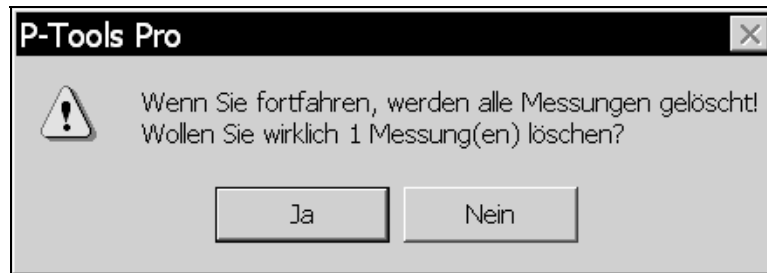 P-Tools Pro
Wenn Sie fortfahren, werden alle Messungen gelöscht!
Wollen Sie wirklich 1 Messung(en) löschen?
Ja
Nein